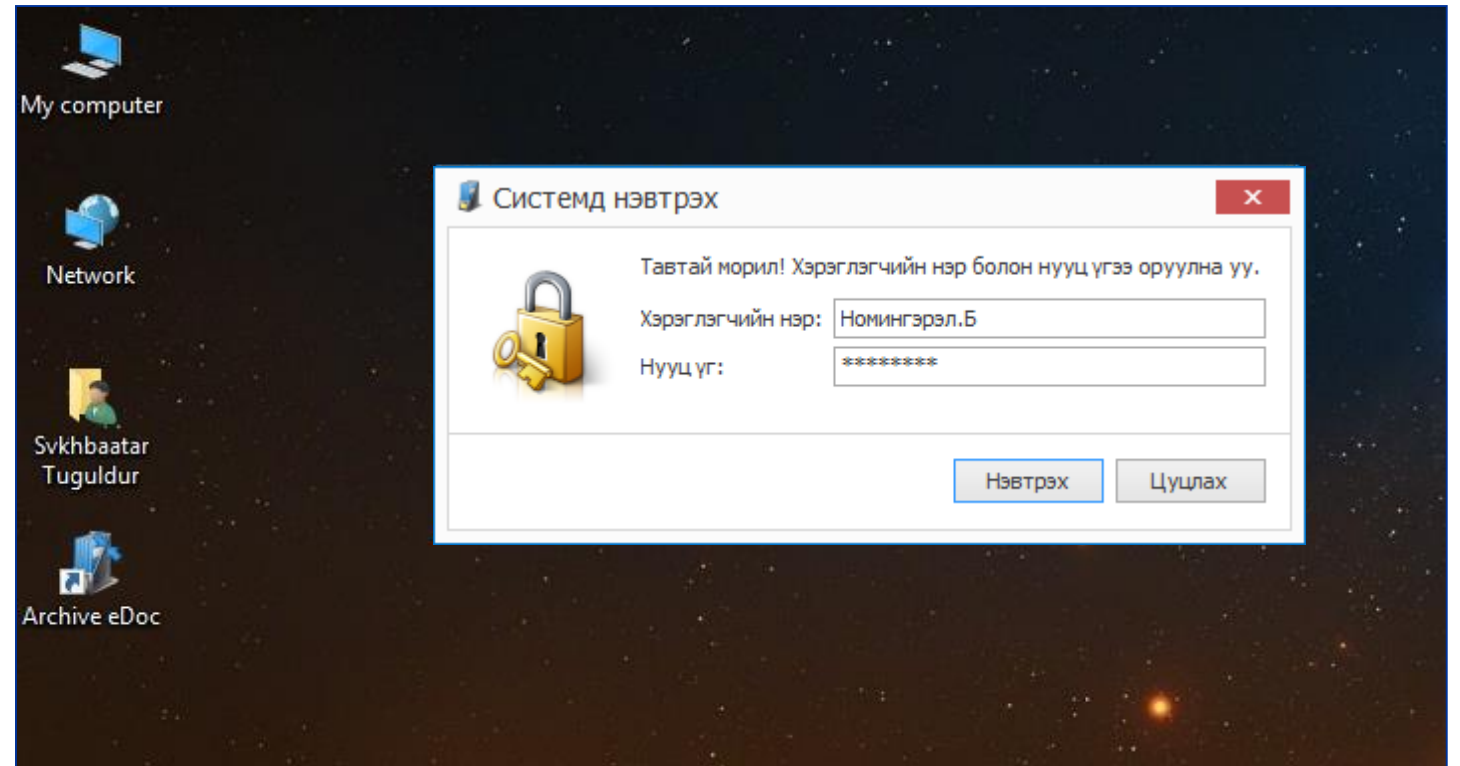 My computer
Network
Svkhbaatar
Tuguldur
Archive eDoc
Системд нэвтрэх
Тавтай морил! Хэрэглэгчийн нэр болон нууц үгээ оруулна уу.
Хэрэглэгчийн нэр: Номингэрэл.Б
Нууц үг: ********
Нэвтрэх Цуцлах